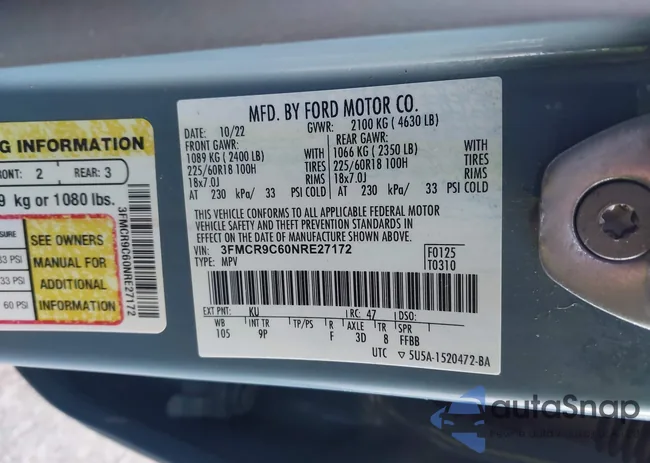 MFD. BY FORD MOTOR CO.
10/22 GVWR: 2100 KG ( 4630 LB)
FRONT GAWR: REAR GAWR:
1089 KG ( 2400 LB) 1066 KG ( 2350 LB)
225/60R18 100H TIRES 225/60R18 100H TIRES
18x7.0J RIMS 18x7.0J RIMS
AT 230 kPa/ 33 PSI COLD AT 230 kPa/ 33 PSI COLD
THIS VEHICLE CONFORMS TO ALL APPLICABLE FEDERAL MOTOR
VEHICLE SAFETY AND THEFT PREVENTION STANDARDS IN
EFFECT ON THE DATE OF MANUFACTURE SHOWN ABOVE.
VIN: 3FMCR9C60NRE27172 F0125
TYPE: MPV T0310
EXT PNT: KU RC: 47 DSO:
WB INT TR TP/PS R AXLE TR SPR
105 9P F 3D 8 FFBB
UTC 5U5A-1520472-BA
G INFORMATION
RONT: 2 REAR: 3
9 kg or 1080 lbs.
SSURE
33 PSI
33 PSI
60 PSI
SEE OWNERS
MANUAL FOR
ADDITIONAL
INFORMATION
3FMCR9C60NRE27172
autoSnap